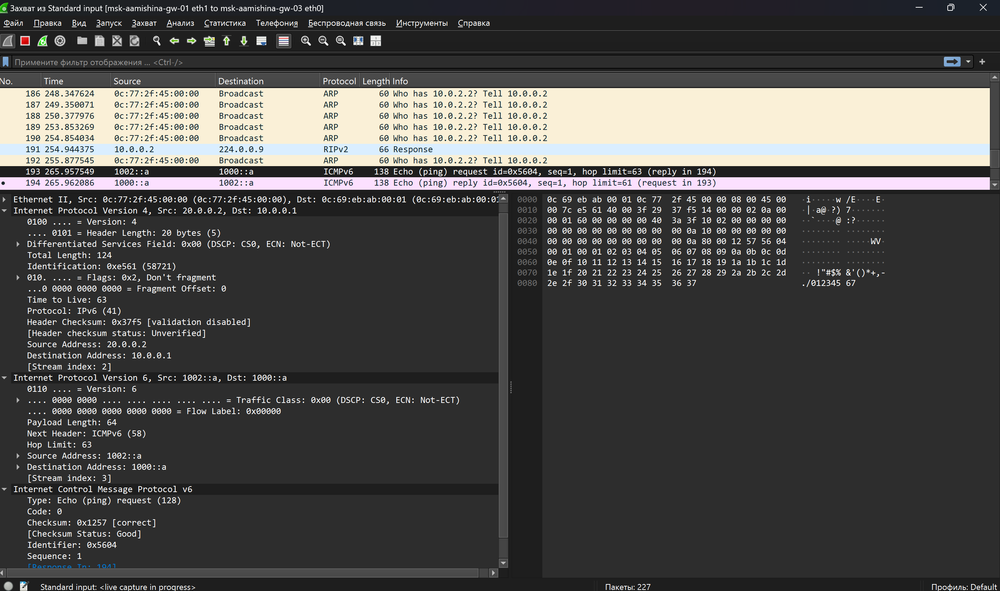 Захват из Standard input [msk-aamishina-gw-01 eth1 to msk-aamishina-gw-03 eth0]
Файл Правка Вид Запуск Захват Анализ Статистика Телефония Беспроводная связь Инструменты Справка
Примените фильтр отображения ... <Ctrl-/>
No. Time Source Destination Protocol Length Info
186 248.347624 0c:77:2f:45:00:00 Broadcast ARP 60 Who has 10.0.2.2? Tell 10.0.0.2
187 249.350071 0c:77:2f:45:00:00 Broadcast ARP 60 Who has 10.0.2.2? Tell 10.0.0.2
188 250.377976 0c:77:2f:45:00:00 Broadcast ARP 60 Who has 10.0.2.2? Tell 10.0.0.2
189 253.853269 0c:77:2f:45:00:00 Broadcast ARP 60 Who has 10.0.2.2? Tell 10.0.0.2
190 254.854034 0c:77:2f:45:00:00 Broadcast ARP 60 Who has 10.0.2.2? Tell 10.0.0.2
191 254.944375 10.0.0.2 224.0.0.9 RIPv2 66 Response
192 255.877545 0c:77:2f:45:00:00 Broadcast ARP 60 Who has 10.0.2.2? Tell 10.0.0.2
193 265.957549 1002::a 1000::a ICMPv6 138 Echo (ping) request id=0x5604, seq=1, hop limit=63 (reply in 194)
194 265.962086 1000::a 1002::a ICMPv6 138 Echo (ping) reply id=0x5604, seq=1, hop limit=61 (request in 193)
Ethernet II, Src: 0c:77:2f:45:00:00 (0c:77:2f:45:00:00), Dst: 0c:69:eb:ab:00:01 (0c:69:eb:ab:00:01
Internet Protocol Version 4, Src: 20.0.0.2, Dst: 10.0.0.1
0100 .... = Version: 4
.... 0101 = Header Length: 20 bytes (5)
Differentiated Services Field: 0x00 (DSCP: CS0, ECN: Not-ECT)
Total Length: 124
Identification: 0xe561 (58721)
010. .... = Flags: 0x2, Don't fragment
...0 0000 0000 0000 = Fragment Offset: 0
Time to Live: 63
Protocol: IPv6 (41)
Header Checksum: 0x37f5 [validation disabled]
[Header checksum status: Unverified]
Source Address: 20.0.0.2
Destination Address: 10.0.0.1
[Stream index: 2]
Internet Protocol Version 6, Src: 1002::a, Dst: 1000::a
0110 .... = Version: 6
.... 0000 0000 .... .... .... .... .... = Traffic Class: 0x00 (DSCP: CS0, ECN: Not-ECT)
.... 0000 0000 0000 0000 0000 = Flow Label: 0x00000
Payload Length: 64
Next Header: ICMPv6 (58)
Hop Limit: 63
Source Address: 1002::a
Destination Address: 1000::a
[Stream index: 3]
Internet Control Message Protocol v6
Type: Echo (ping) request (128)
Code: 0
Checksum: 0x1257 [correct]
[Checksum Status: Good]
Identifier: 0x5604
Sequence: 1
[Response In: 194]
0000 0c 69 eb ab 00 01 0c 77 2f 45 00 00 08 00 45 00 ·i·····w /E····E·
0010 00 7c e5 61 40 00 3f 29 37 f5 14 00 00 02 0a 00 ·|·a@·?) 7·······
0020 00 01 60 00 00 00 00 40 3a 3f 10 02 00 00 00 00 ··`····@ :?······
0030 00 00 00 00 00 00 00 00 00 0a 10 00 00 00 00 00 ········ ········
0040 00 00 00 00 00 00 00 00 00 0a 80 00 12 57 56 04 ········ ·····WV·
0050 00 01 00 01 02 03 04 05 06 07 08 09 0a 0b 0c 0d ········ ········
0060 0e 0f 10 11 12 13 14 15 16 17 18 19 1a 1b 1c 1d ········ ········
0070 1e 1f 20 21 22 23 24 25 26 27 28 29 2a 2b 2c 2d ·· !"#$% &'()*+,-
0080 2e 2f 30 31 32 33 34 35 36 37 ./012345 67
Standard input: <live capture in progress> Пакеты: 227 Профиль: Default